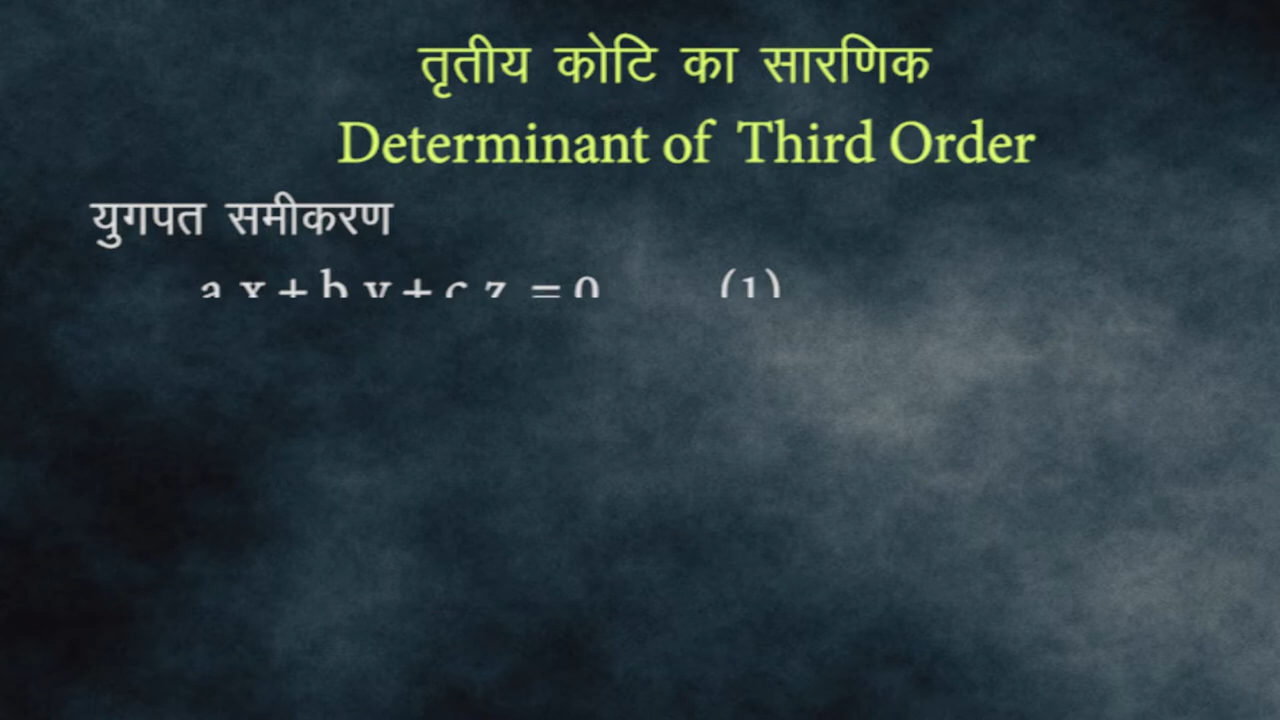 तृतीय कोटि का सारणिक
Determinant of Third Order
युगपत समीकरण
a x + b y + c z = 0 (1)